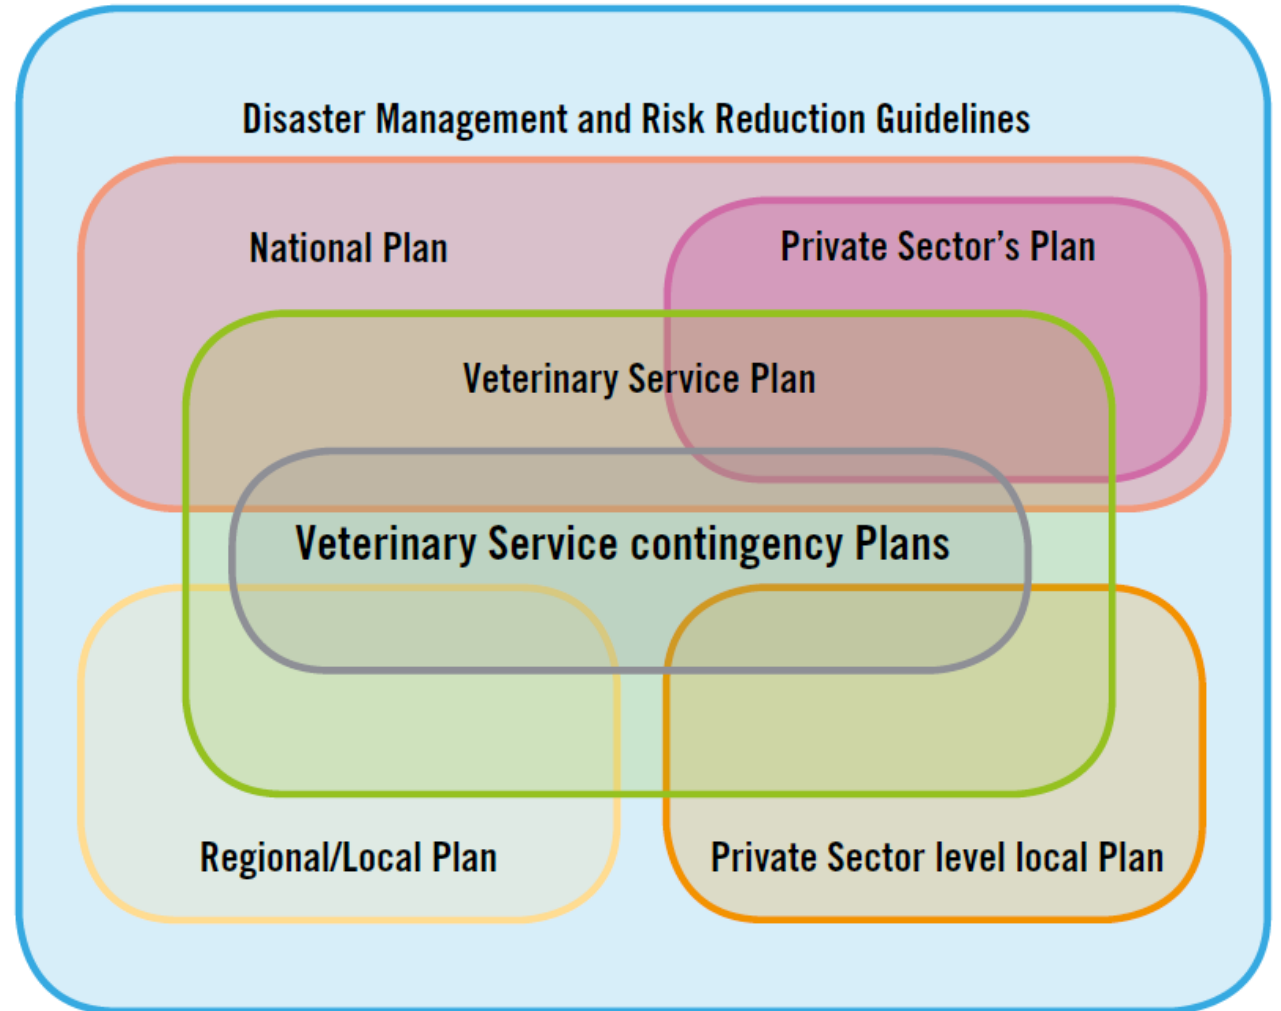 Disaster Management and Risk Reduction Guidelines
National Plan
Private Sector's Plan
Veterinary Service Plan
Veterinary Service contingency Plans
Regional/Local Plan
Private Sector level local Plan